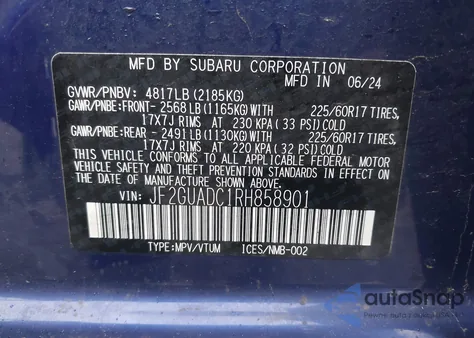 MFD BY SUBARU CORPORATION
MFD IN 06/24
GVWR/PNBV: 4817LB (2185KG)
GAWR/PNBE:FRONT- 2568LB (1165KG) WITH 225/60R17 TIRES,
17X7J RIMS AT 230 KPA (33 PSI) COLD
GAWR/PNBE:REAR - 2491LB (1130KG) WITH 225/60R17 TIRES,
17X7J RIMS AT 220 KPA (32 PSI) COLD
THIS VEHICLE CONFORMS TO ALL APPLICABLE FEDERAL MOTOR
VEHICLE SAFETY AND THEFT PREVENTION STANDARDS IN EFFECT
ON THE DATE OF MANUFACTURE SHOWN ABOVE.
VIN: JF2GUADC1RH858901
TYPE:MPV/VTUM ICES/NMB-002
autoSnap